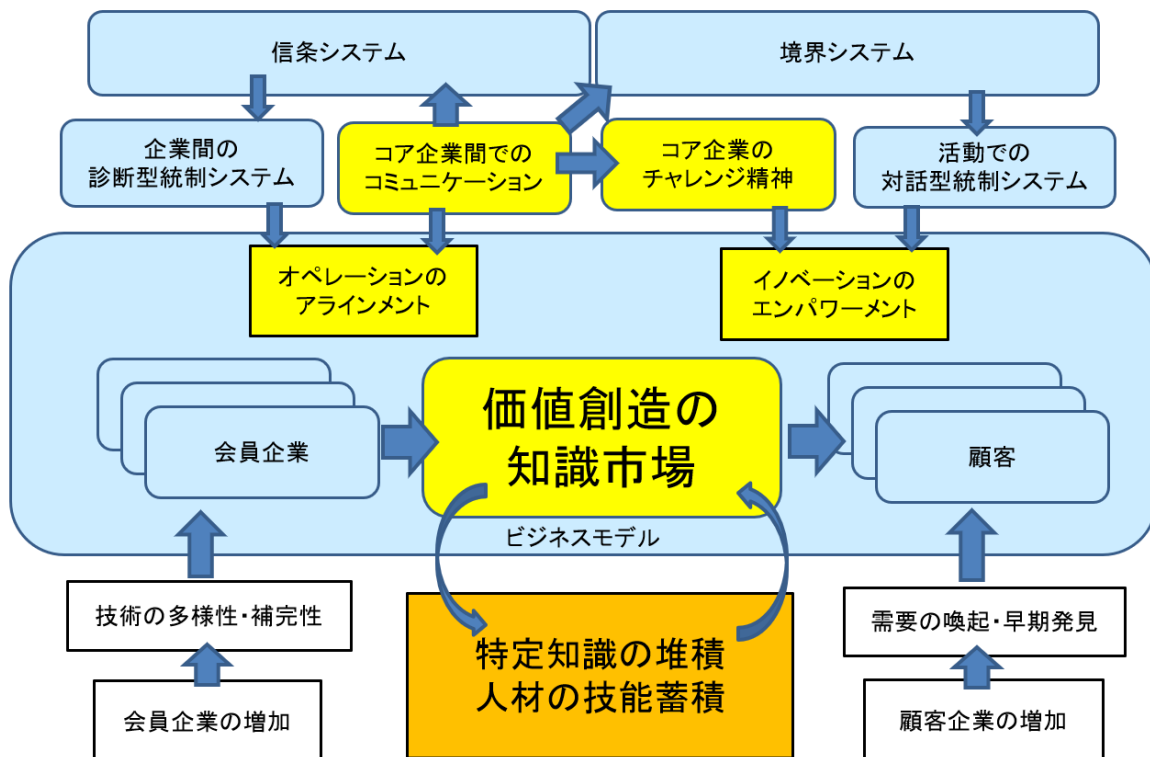 信条システム
境界システム
企業間の
診断型統制システム
コア企業間での
コミュニケーション
コア企業の
チャレンジ精神
活動での
対話型統制システム
オペレーションの
アラインメント
イノベーションの
エンパワーメント
会員企業
価値創造の
知識市場
顧客
ビジネスモデル
技術の多様性・補完性
特定知識の堆積
人材の技能蓄積
需要の喚起・早期発見
会員企業の増加
顧客企業の増加